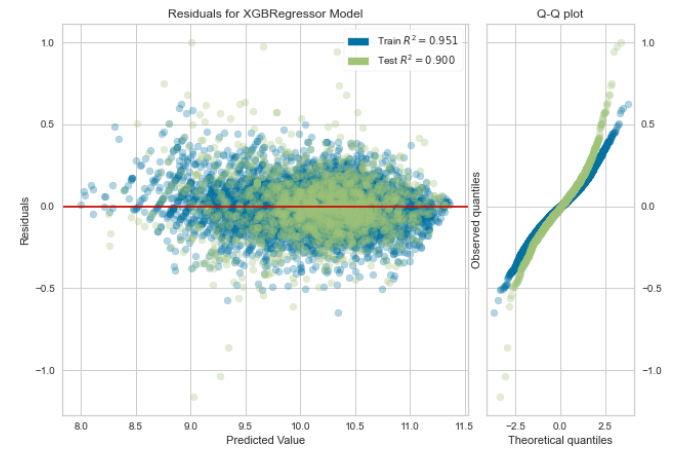 Residuals for XGBRegressor Model
Train R² = 0.951
Test R² = 0.900
1.0
0.5
0.0
−0.5
−1.0
Residuals
8.0 8.5 9.0 9.5 10.0 10.5 11.0 11.5
Predicted Value
Q-Q plot
Observed quantiles
1.0
0.5
0.0
−0.5
−1.0
−2.5 0.0 2.5
Theoretical quantiles